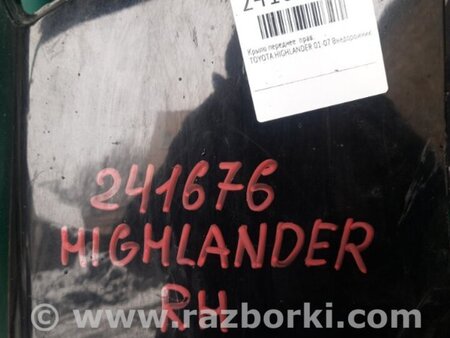 Крыло переднее, прав.
TOYOTA HIGHLANDER 01-07 Внедорожник
241676
HIGHLANDER
RH
www.razborki.com